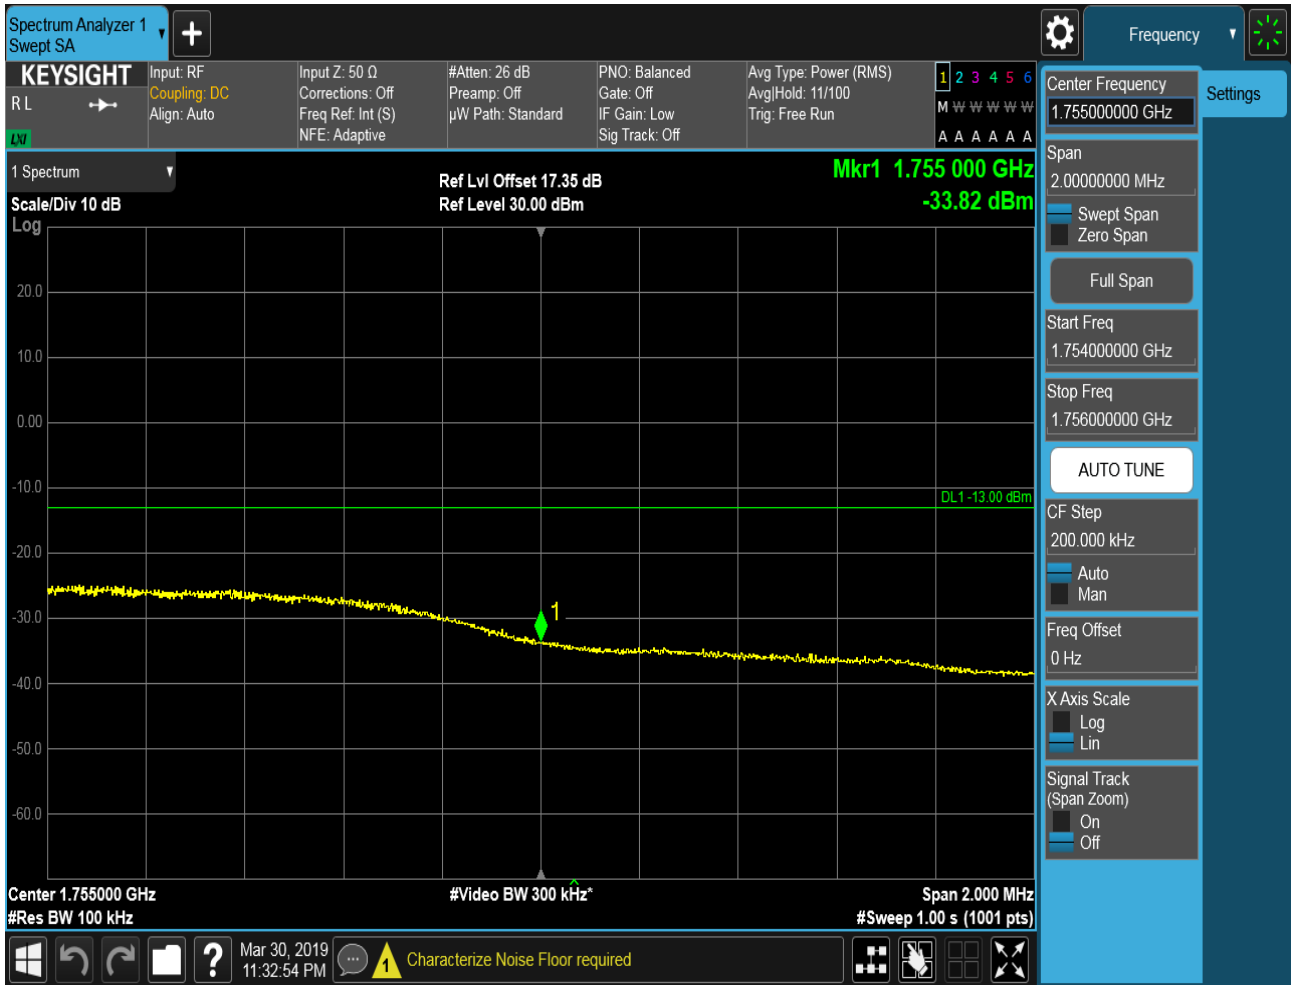 Spectrum Analyzer 1
Swept SA
Frequency
KEYSIGHT
R L
LXI
Input: RF
Coupling: DC
Align: Auto
Input Z: 50 Ω
Corrections: Off
Freq Ref: Int (S)
NFE: Adaptive
#Atten: 26 dB
Preamp: Off
µW Path: Standard
PNO: Balanced
Gate: Off
IF Gain: Low
Sig Track: Off
Avg Type: Power (RMS)
Avg|Hold: 11/100
Trig: Free Run
1 2 3 4 5 6
M W W W W W
A A A A A A
1 Spectrum
Scale/Div 10 dB
Log
Ref Lvl Offset 17.35 dB
Ref Level 30.00 dBm
Mkr1 1.755 000 GHz
-33.82 dBm
20.0
10.0
0.00
-10.0
DL1 -13.00 dBm
-20.0
-30.0
1
-40.0
-50.0
-60.0
Center 1.755000 GHz
#Video BW 300 kHz*
Span 2.000 MHz
#Res BW 100 kHz
#Sweep 1.00 s (1001 pts)
Center Frequency
1.755000000 GHz
Settings
Span
2.00000000 MHz
Swept Span
Zero Span
Full Span
Start Freq
1.754000000 GHz
Stop Freq
1.756000000 GHz
AUTO TUNE
CF Step
200.000 kHz
Auto
Man
Freq Offset
0 Hz
X Axis Scale
Log
Lin
Signal Track
(Span Zoom)
On
Off
?
Mar 30, 2019
11:32:54 PM
1
Characterize Noise Floor required